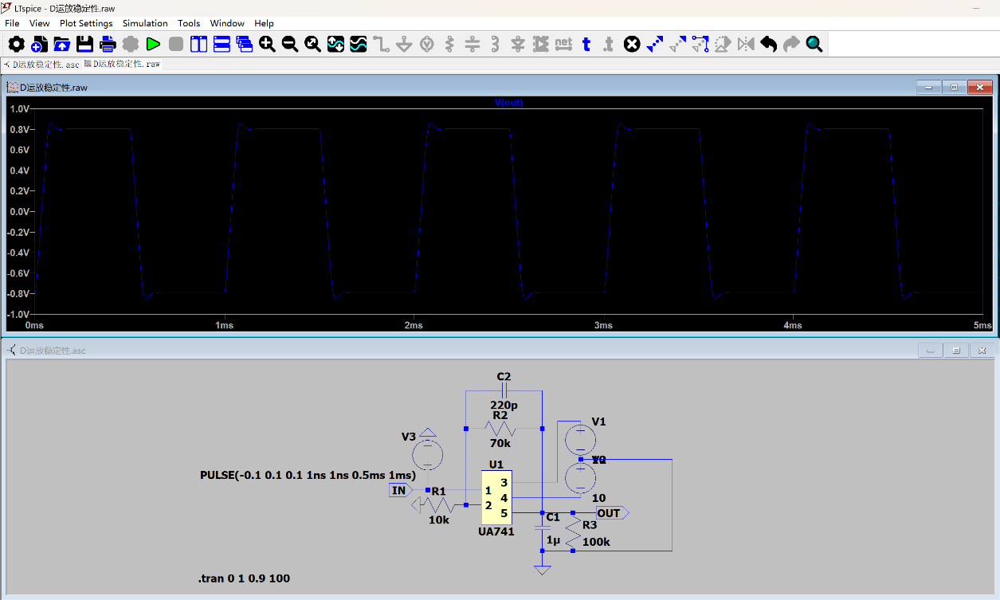 LTspice - D运放稳定性.raw
File View Plot Settings Simulation Tools Window Help
net t .t
D运放稳定性.asc D运放稳定性.raw
D运放稳定性.raw
V(out)
1.0V
0.8V
0.6V
0.4V
0.2V
0.0V
-0.2V
-0.4V
-0.6V
-0.8V
-1.0V
0ms 1ms 2ms 3ms 4ms 5ms
D运放稳定性.asc
C2
220p
R2
70k
V1
V3
U1
PULSE(-0.1 0.1 0.1 1ns 1ns 0.5ms 1ms)
IN
R1
10k
1
2
3
4
5
UA741
10
OUT
C1
1µ
R3
100k
.tran 0 1 0.9 100